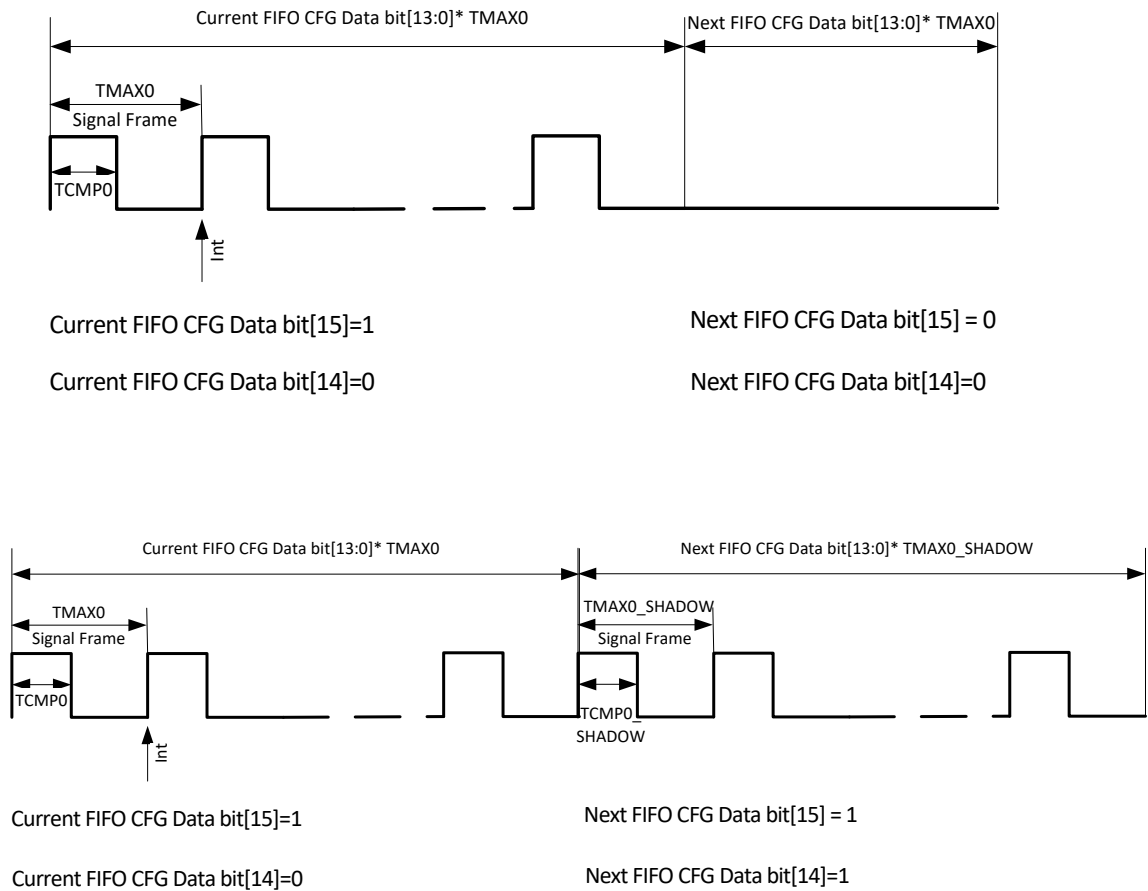 Current FIFO CFG Data bit[13:0]* TMAX0
Next FIFO CFG Data bit[13:0]* TMAX0
TMAX0
Signal Frame
TCMP0
Int
Current FIFO CFG Data bit[15]=1
Next FIFO CFG Data bit[15] = 0
Current FIFO CFG Data bit[14]=0
Next FIFO CFG Data bit[14]=0
Current FIFO CFG Data bit[13:0]* TMAX0
Next FIFO CFG Data bit[13:0]* TMAX0_SHADOW
TMAX0
Signal Frame
TMAX0_SHADOW
Signal Frame
TCMP0
TCMP0_
SHADOW
Int
Current FIFO CFG Data bit[15]=1
Next FIFO CFG Data bit[15] = 1
Current FIFO CFG Data bit[14]=0
Next FIFO CFG Data bit[14]=1